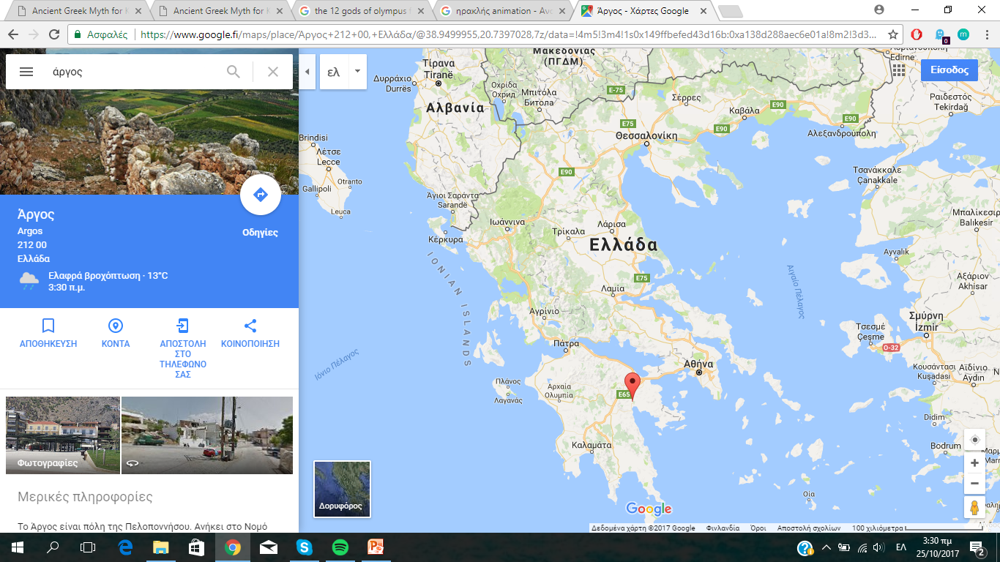 Ancient Greek Myth for K
Ancient Greek Myth for K
the 12 gods of olympus f
ηρακλής animation - Ανα
Άργος - Χάρτες Google
Ασφαλές
https://www.google.fi/maps/place/Άργος+212+00,+Ελλάδα/@38.9499955,20.7397028,7z/data=!4m5!3m4!1s0x149ffbefed43d16b:0xa138d288aec6e01a!8m2!3d3...
0
m
άργος
Άργος
Argos
212 00
Ελλάδα
Οδηγίες
Ελαφρά βροχόπτωση · 13°C
3:30 π.μ.
ΑΠΟΘΗΚΕΥΣΗ
ΚΟΝΤΑ
ΑΠΟΣΤΟΛΗ
ΣΤΟ
ΤΗΛΕΦΩΝΟ
ΣΑΣ
ΚΟΙΝΟΠΟΙΗΣΗ
Φωτογραφίες
Μερικές πληροφορίες
Το Άργος είναι πόλη της Πελοποννήσου. Ανήκει στο Νομό
ελ
Είσοδος
Μακεδονίας
(ΠΓΔΜ)
Τίρανα
Tiranë
Δυρράχιο
Durrës
Οχρίδα
Охрид
Μπιτόλα
Битола
Αλβανία
E-75
Σέρρες
E90
Καβάλα
E75
E90
E90
Αλεξανδρούπολη
Edirne
Ραιδεστός
Tekirdağ
Θεσσαλονίκη
Brindisi
Λέτσε
Lecce
Otranto
Gallipoli
Leuca
E90
Άγιοι Σαράντα
Sarandë
Τσανάκκαλε
Çanakkale
Μπαλίκεσιρ
Balıkesir
Ιωάννινα
Κέρκυρα
Τρίκαλα
Λάρισα
Ελλάδα
Ayvalık
IONIAN ISLANDS
E75
Αιγαίο Πέλαγος
Λαμία
Αξάριον
Akhisar
Αγρίνιο
Τσεσμέ
Çeşme
Σμύρνη
İzmir
O-32
Πάτρα
Ιόνιο Πέλαγος
Αθήνα
Κουσάντασι
Kuşadası
Αϊδίνιο
Aydın
Πλάνος
Λαγανάς
Αρχαία
Ολυμπία
E65
Didim
Bodrum
Καλαμάτα
Οία
Δορυφόρος
Google
Δεδομένα χάρτη ©2017 Google
Φινλανδία
Όροι
Αποστολή σχολίων
100 χιλιόμετρα
ΕΛ
3:30 πμ
25/10/2017
2